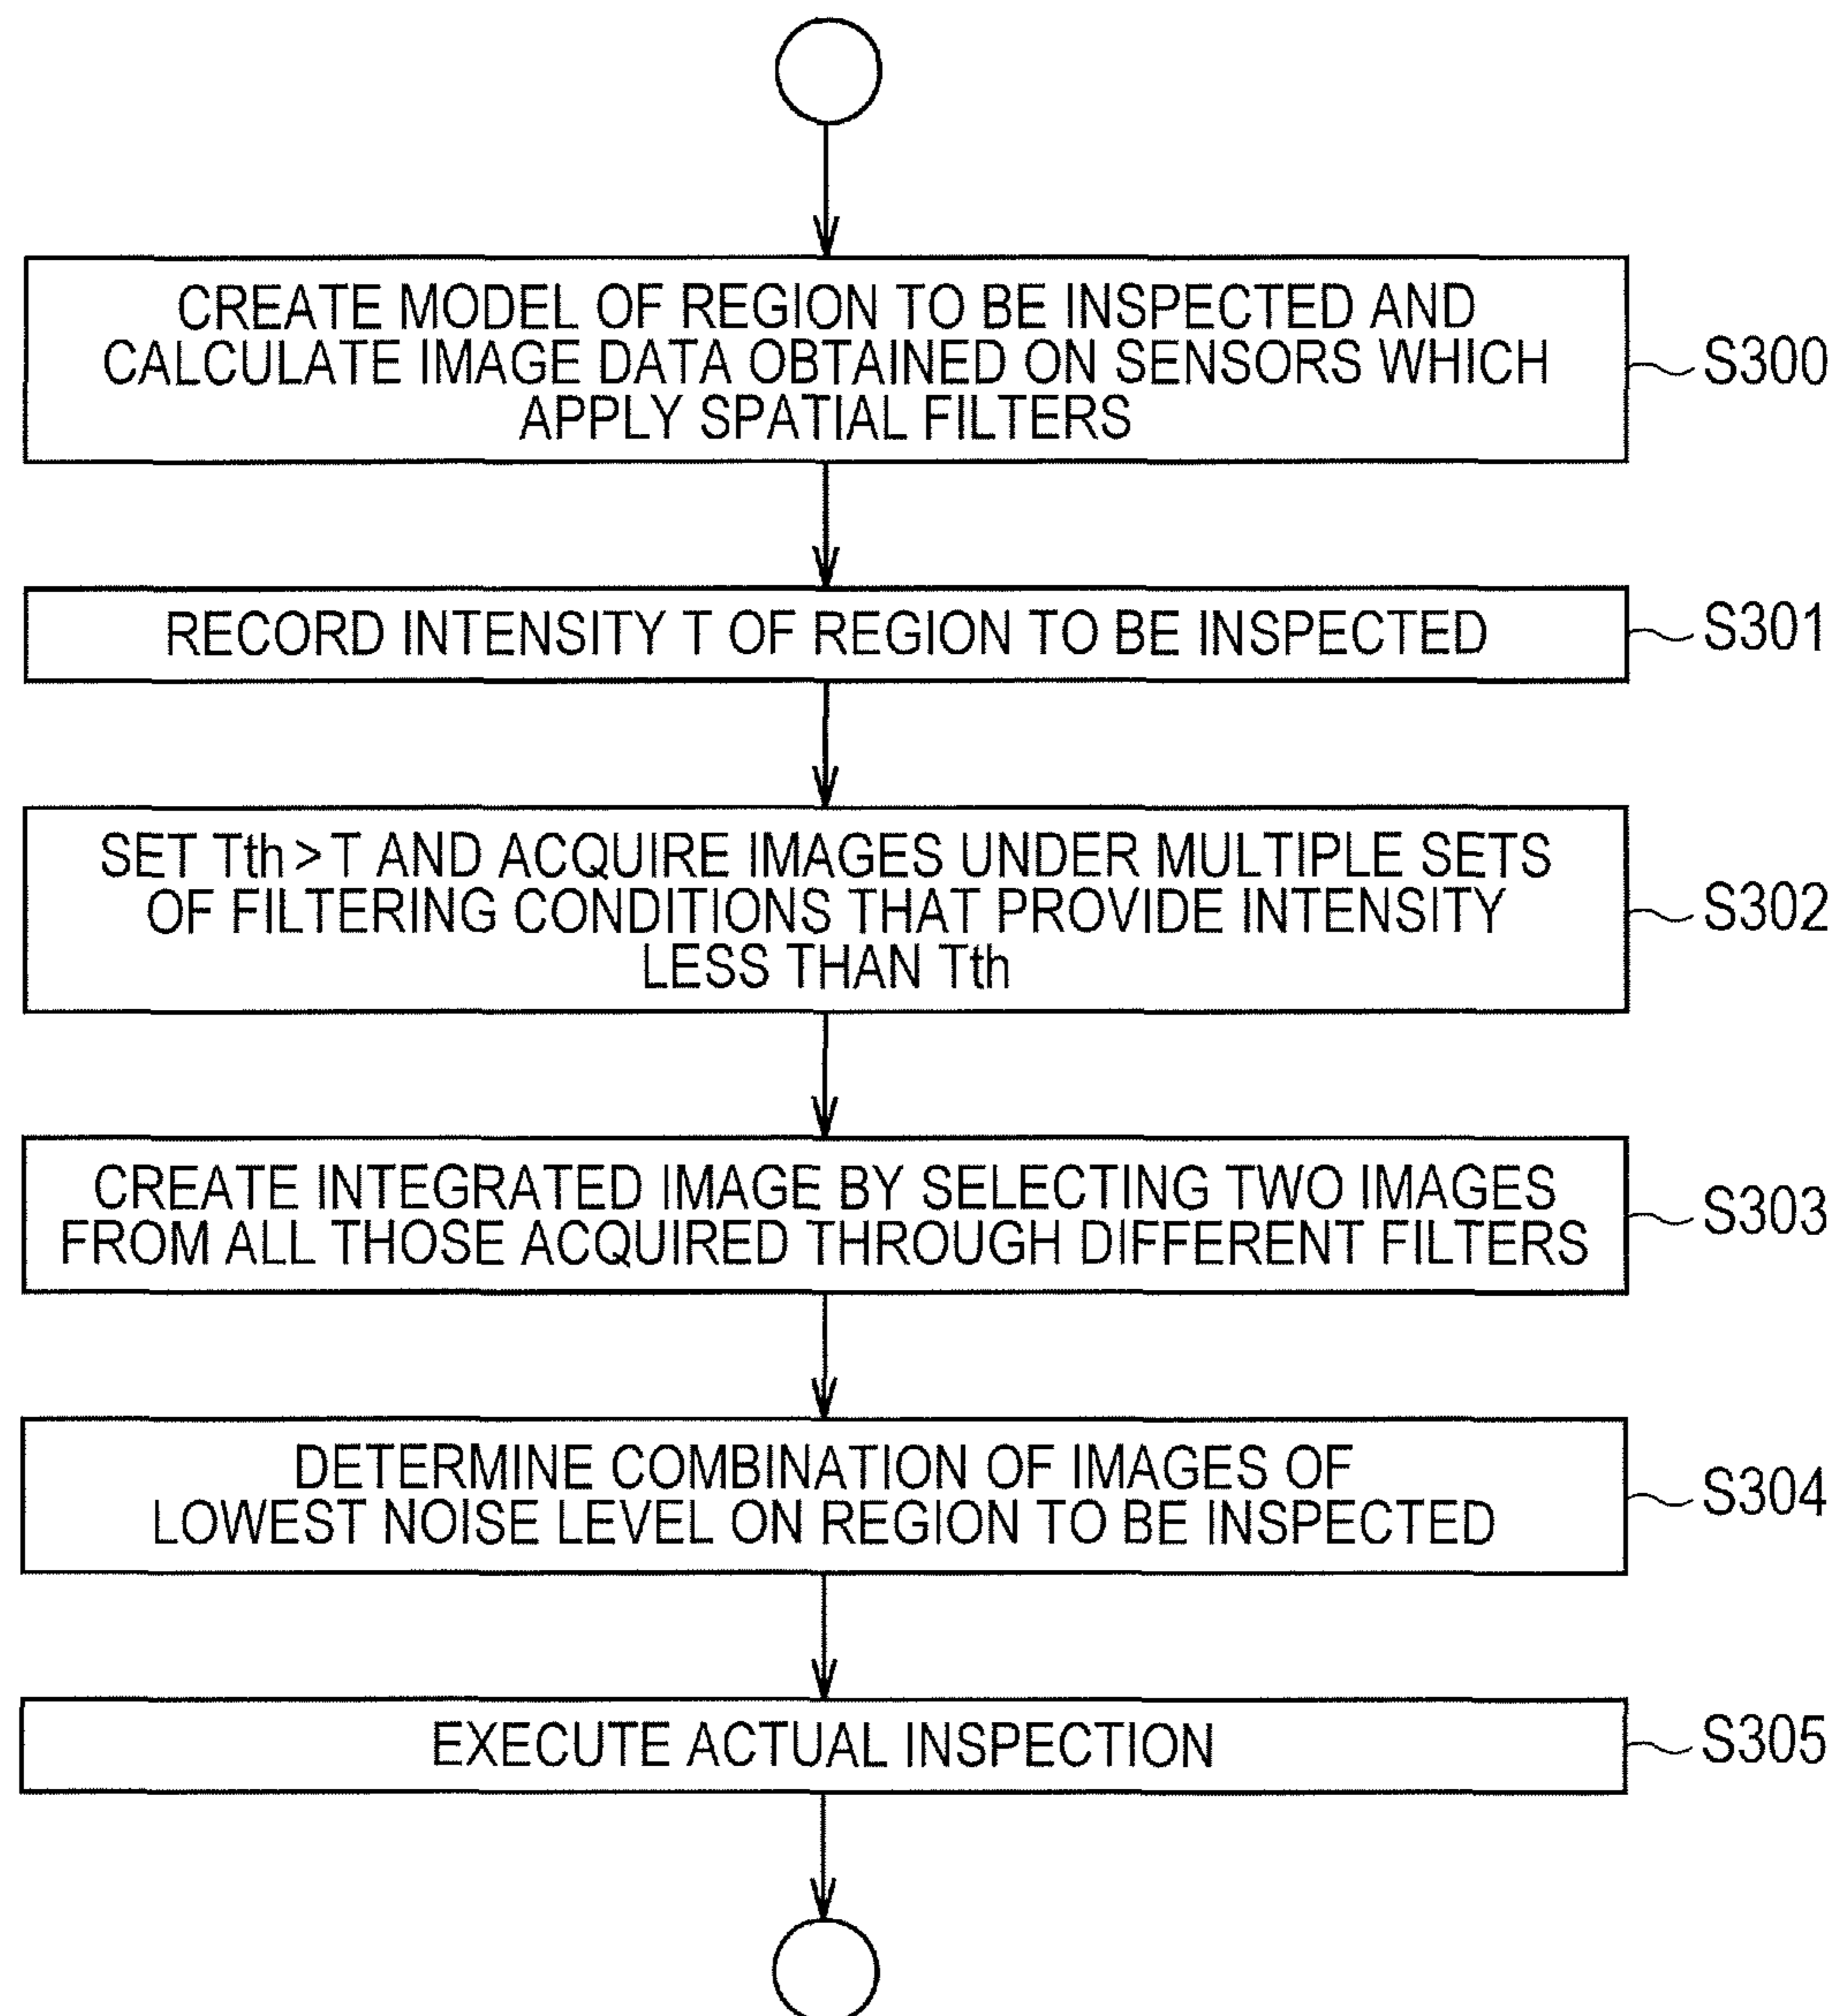 CREATE MODEL OF REGION TO BE INSPECTED AND
CALCULATE IMAGE DATA OBTAINED ON SENSORS WHICH
APPLY SPATIAL FILTERS
S300
RECORD INTENSITY T OF REGION TO BE INSPECTED
S301
SET Tth > T AND ACQUIRE IMAGES UNDER MULTIPLE SETS
OF FILTERING CONDITIONS THAT PROVIDE INTENSITY
LESS THAN Tth
S302
CREATE INTEGRATED IMAGE BY SELECTING TWO IMAGES
FROM ALL THOSE ACQUIRED THROUGH DIFFERENT FILTERS
S303
DETERMINE COMBINATION OF IMAGES OF
LOWEST NOISE LEVEL ON REGION TO BE INSPECTED
S304
EXECUTE ACTUAL INSPECTION
S305